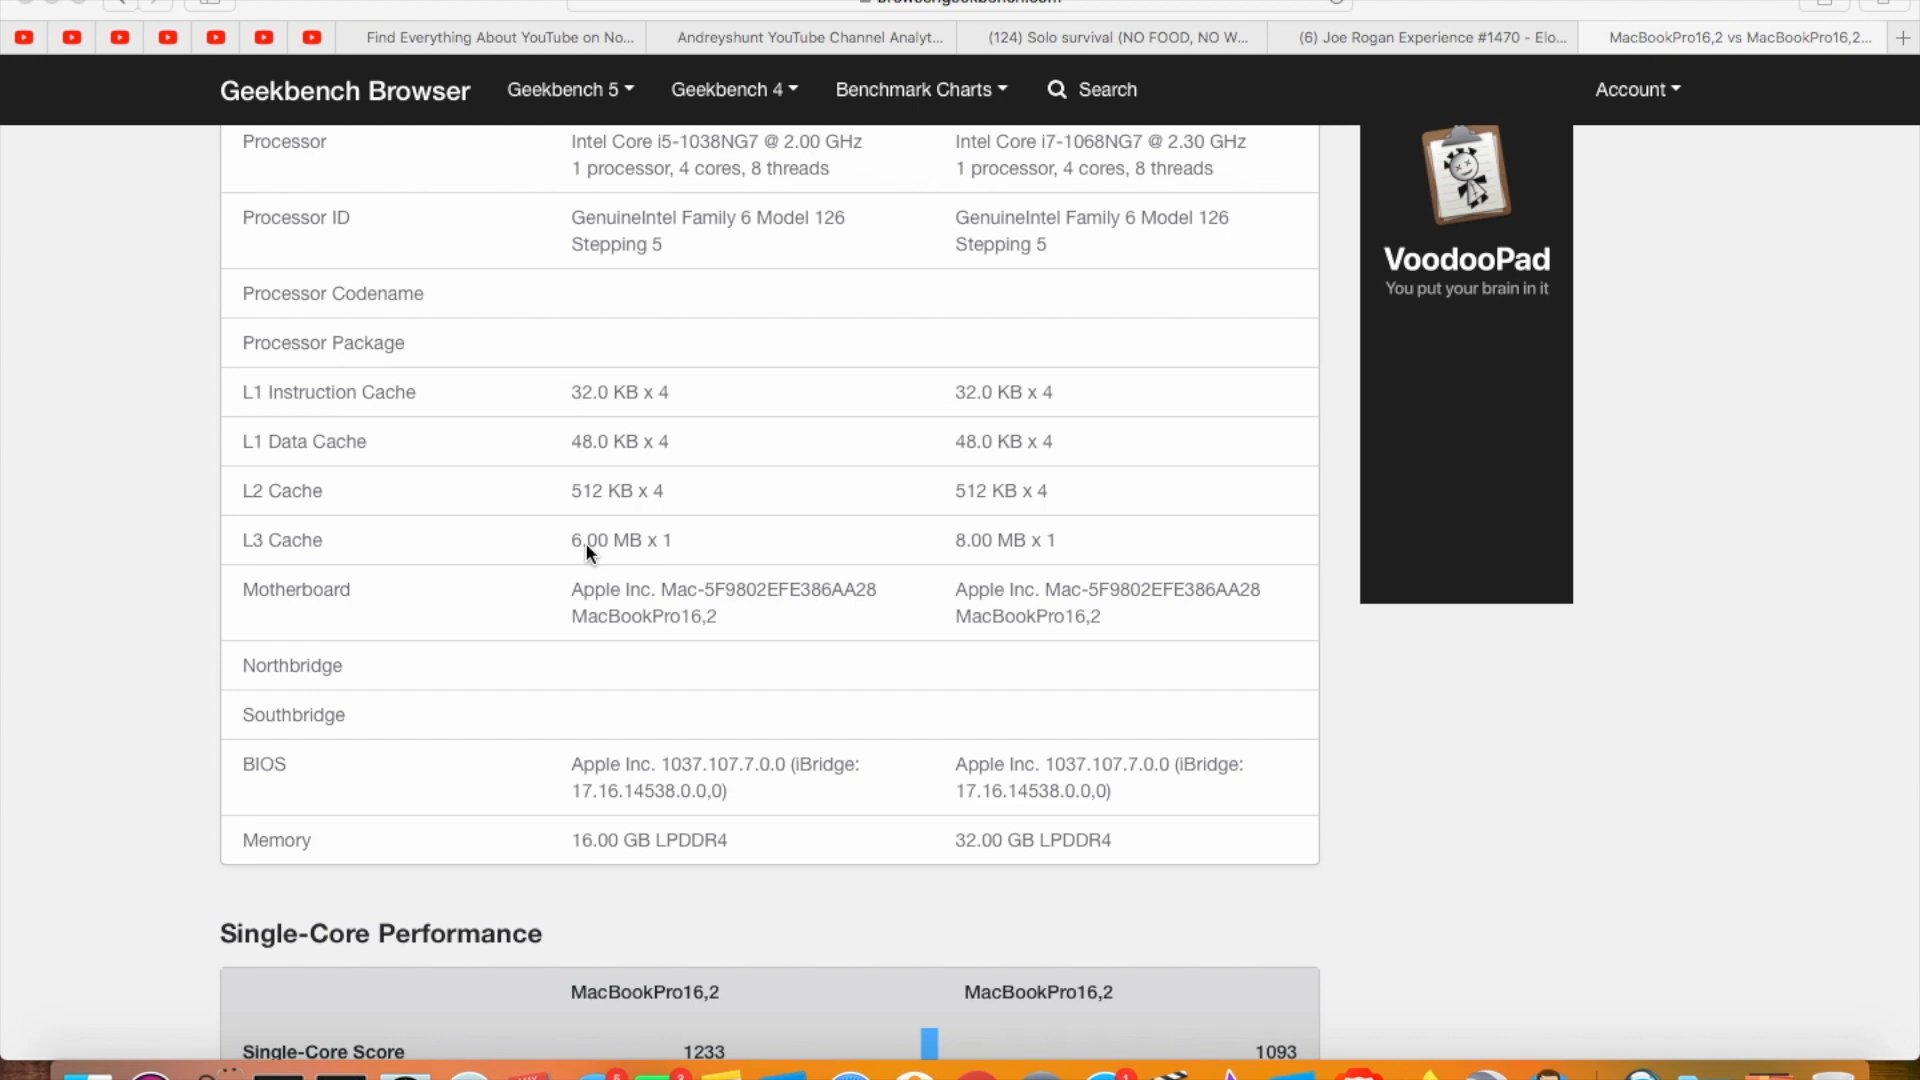 Find Everything About YouTube on No...
Andreyshunt YouTube Channel Analyt...
(124) Solo survival (NO FOOD, NO W...
(6) Joe Rogan Experience #1470 - Elo...
MacBookPro16,2 vs MacBookPro16,2...
Geekbench Browser
Geekbench 5
Geekbench 4
Benchmark Charts
Search
Account
Processor
Intel Core i5-1038NG7 @ 2.00 GHz
1 processor, 4 cores, 8 threads
Intel Core i7-1068NG7 @ 2.30 GHz
1 processor, 4 cores, 8 threads
Processor ID
GenuineIntel Family 6 Model 126
Stepping 5
GenuineIntel Family 6 Model 126
Stepping 5
Processor Codename
Processor Package
L1 Instruction Cache
32.0 KB x 4
32.0 KB x 4
L1 Data Cache
48.0 KB x 4
48.0 KB x 4
L2 Cache
512 KB x 4
512 KB x 4
L3 Cache
6.00 MB x 1
8.00 MB x 1
Motherboard
Apple Inc. Mac-5F9802EFE386AA28
MacBookPro16,2
Apple Inc. Mac-5F9802EFE386AA28
MacBookPro16,2
Northbridge
Southbridge
BIOS
Apple Inc. 1037.107.7.0.0 (iBridge:
17.16.14538.0.0,0)
Apple Inc. 1037.107.7.0.0 (iBridge:
17.16.14538.0.0,0)
Memory
16.00 GB LPDDR4
32.00 GB LPDDR4
VoodooPad
You put your brain in it
Single-Core Performance
MacBookPro16,2
MacBookPro16,2
Single-Core Score
1233
1093